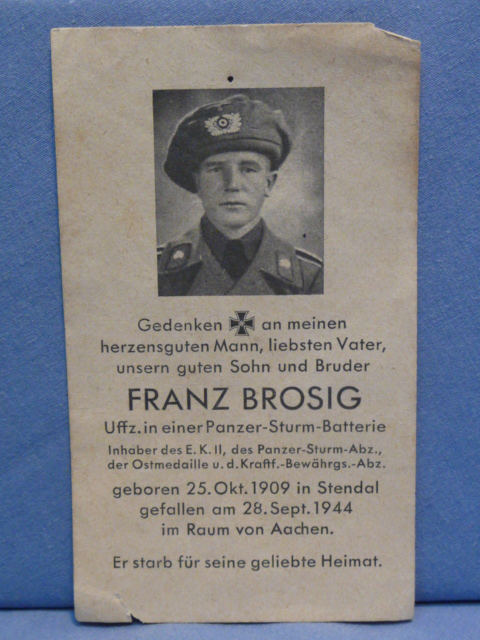 Gedenken an meinen
herzensguten Mann, liebsten Vater,
unsern guten Sohn und Bruder
FRANZ BROSIG
Uffz. in einer Panzer-Sturm-Batterie
Inhaber des E. K. II, des Panzer-Sturm-Abz.,
der Ostmedaille u. d. Kraftf.-Bewährgs.-Abz.
geboren 25. Okt. 1909 in Stendal
gefallen am 28. Sept. 1944
im Raum von Aachen.
Er starb für seine geliebte Heimat.